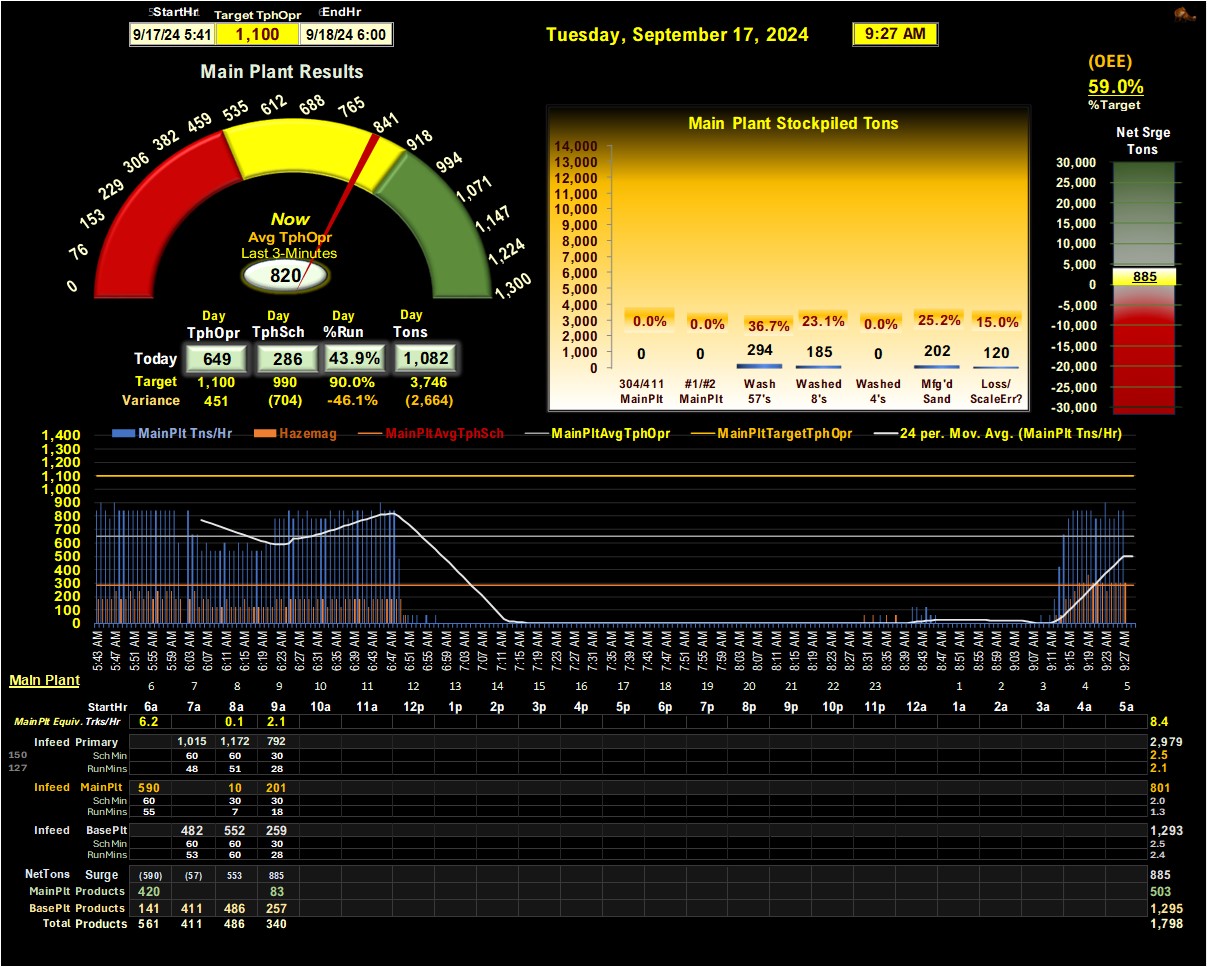 StartHr Target TphOpr EndHr
9/17/24 5:41 1,100 9/18/24 6:00
Tuesday, September 17, 2024 9:27 AM
(OEE)
59.0%
%Target
Main Plant Results
0 76 153 229 306 382 459 535 612 688 765 841 918 994 1,071 1,147 1,224 1,300
Now
Avg TphOpr
Last 3-Minutes
820
Day Day Day Day
TphOpr TphSch %Run Tons
Today 649 286 43.9% 1,082
Target 1,100 990 90.0% 3,746
Variance 451 (704) -46.1% (2,664)
Main Plant Stockpiled Tons
14,000
13,000
12,000
11,000
10,000
9,000
8,000
7,000
6,000
5,000
4,000
3,000
2,000
1,000
0
0.0% 0.0% 36.7% 23.1% 0.0% 25.2% 15.0%
0 0 294 185 0 202 120
304/411 #1/#2 Wash Washed Washed Mfg'd Loss/
MainPlt MainPlt 57's 8's 4's Sand ScaleErr?
Net Srge
Tons
30,000
25,000
20,000
15,000
10,000
5,000
0
-5,000
-10,000
-15,000
-20,000
-25,000
-30,000
885
MainPlt Tns/Hr Hazemag MainPltAvgTphSch MainPltAvgTphOpr MainPltTargetTphOpr 24 per. Mov. Avg. (MainPlt Tns/Hr)
1,400
1,300
1,200
1,100
1,000
900
800
700
600
500
400
300
200
100
0
5:43 AM 5:47 AM 5:51 AM 5:55 AM 5:59 AM 6:03 AM 6:07 AM 6:11 AM 6:15 AM 6:19 AM 6:23 AM 6:27 AM 6:31 AM 6:35 AM 6:39 AM 6:43 AM 6:47 AM 6:51 AM 6:55 AM 6:59 AM 7:03 AM 7:07 AM 7:11 AM 7:15 AM 7:19 AM 7:23 AM 7:27 AM 7:31 AM 7:35 AM 7:39 AM 7:43 AM 7:47 AM 7:51 AM 7:55 AM 7:59 AM 8:03 AM 8:07 AM 8:11 AM 8:15 AM 8:19 AM 8:23 AM 8:27 AM 8:31 AM 8:35 AM 8:39 AM 8:43 AM 8:47 AM 8:51 AM 8:55 AM 8:59 AM 9:03 AM 9:07 AM 9:11 AM 9:15 AM 9:19 AM 9:23 AM 9:27 AM
Main Plant
6 7 8 9 10 11 12 13 14 15 16 17 18 19 20 21 22 23 1 2 3 4 5
StartHr 6a 7a 8a 9a 10a 11a 12p 1p 2p 3p 4p 5p 6p 7p 8p 9p 10p 11p 12a 1a 2a 3a 4a 5a
MainPlt Equiv. Trks/Hr 6.2 0.1 2.1 8.4
Infeed Primary 1,015 1,172 792 2,979
150 Sch Min 60 60 30 2.5
127 RunMins 48 51 28 2.1
Infeed MainPlt 590 10 201 801
Sch Min 60 30 30 2.0
RunMins 55 7 18 1.3
Infeed BasePlt 482 552 259 1,293
Sch Min 60 60 30 2.5
RunMins 53 60 28 2.4
NetTons Surge (590) (57) 553 885 885
MainPlt Products 420 83 503
BasePlt Products 141 411 486 257 1,295
Total Products 561 411 486 340 1,798